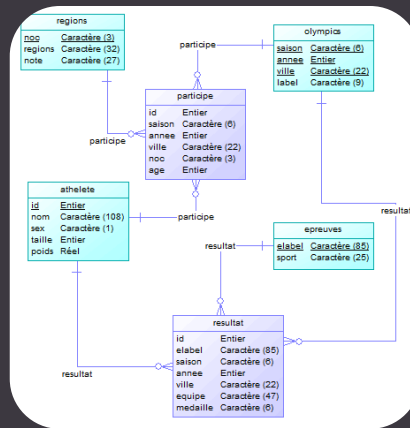 regions
noc Caractère (3)
regions Caractère (32)
note Caractère (27)
participe
olympics
saison Caractère (6)
annee Entier
ville Caractère (22)
label Caractère (9)
participe
participe
id Entier
saison Caractère (6)
annee Entier
ville Caractère (22)
noc Caractère (3)
age Entier
athelete
id Entier
nom Caractère (108)
sex Caractère (1)
taille Entier
poids Réel
participe
resultat
resultat
epreuves
elabel Caractère (85)
sport Caractère (25)
resultat
resultat
id Entier
elabel Caractère (85)
saison Caractère (6)
annee Entier
ville Caractère (22)
equipe Caractère (47)
medaille Caractère (6)